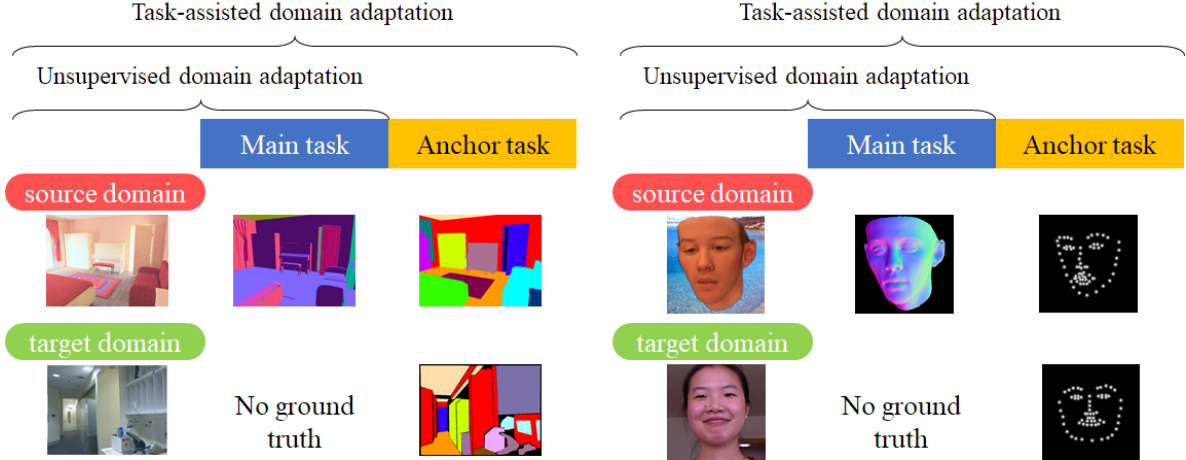 Task-assisted domain adaptation
Unsupervised domain adaptation
Main task
Anchor task
source domain
target domain
No ground
truth
Task-assisted domain adaptation
Unsupervised domain adaptation
Main task
Anchor task
source domain
target domain
No ground
truth